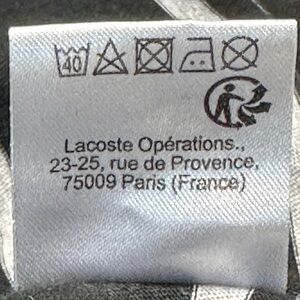 40
Lacoste Opérations.,
23-25, rue de Provence,
75009 Paris (France)